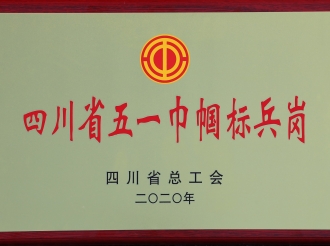 四川省五一巾帼标兵岗
四川省总工会
二〇二〇年